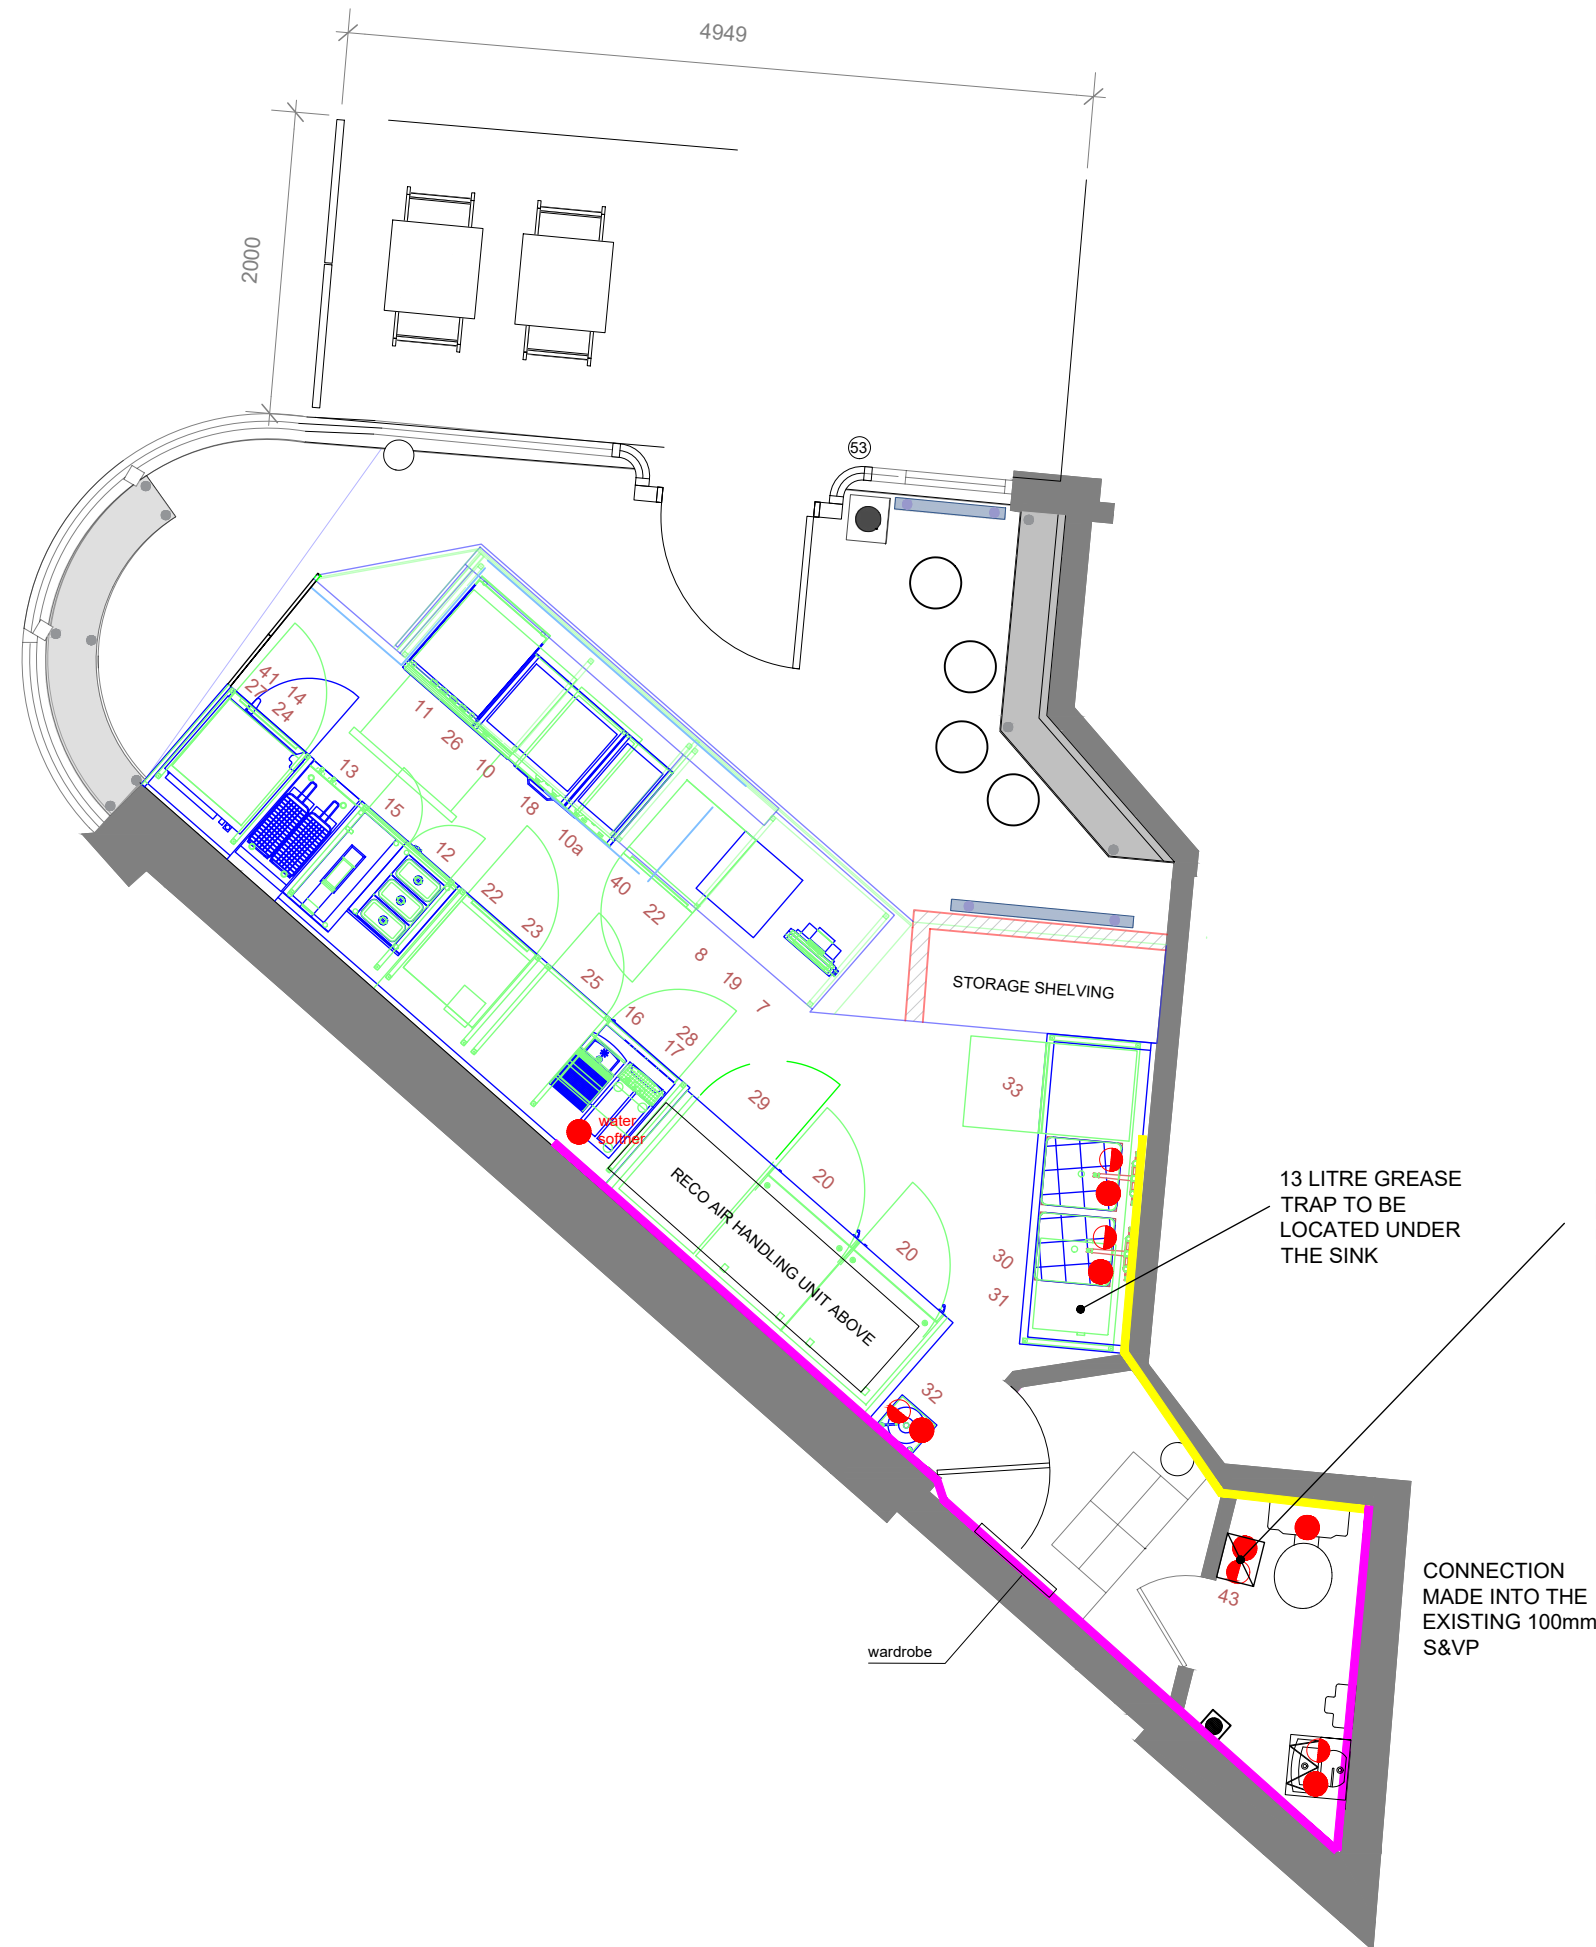 4949
2000
53
41
27
14
24
11
26
13
10
15
18
10a
12
40
22
22
23
8
19
7
25
16
28
17
STORAGE SHELVING
33
29
water
softner
20
RECO AIR HANDLING UNIT ABOVE
20
30
31
13 LITRE GREASE
TRAP TO BE
LOCATED UNDER
THE SINK
32
43
CONNECTION
MADE INTO THE
EXISTING 100mm
S&VP
wardrobe